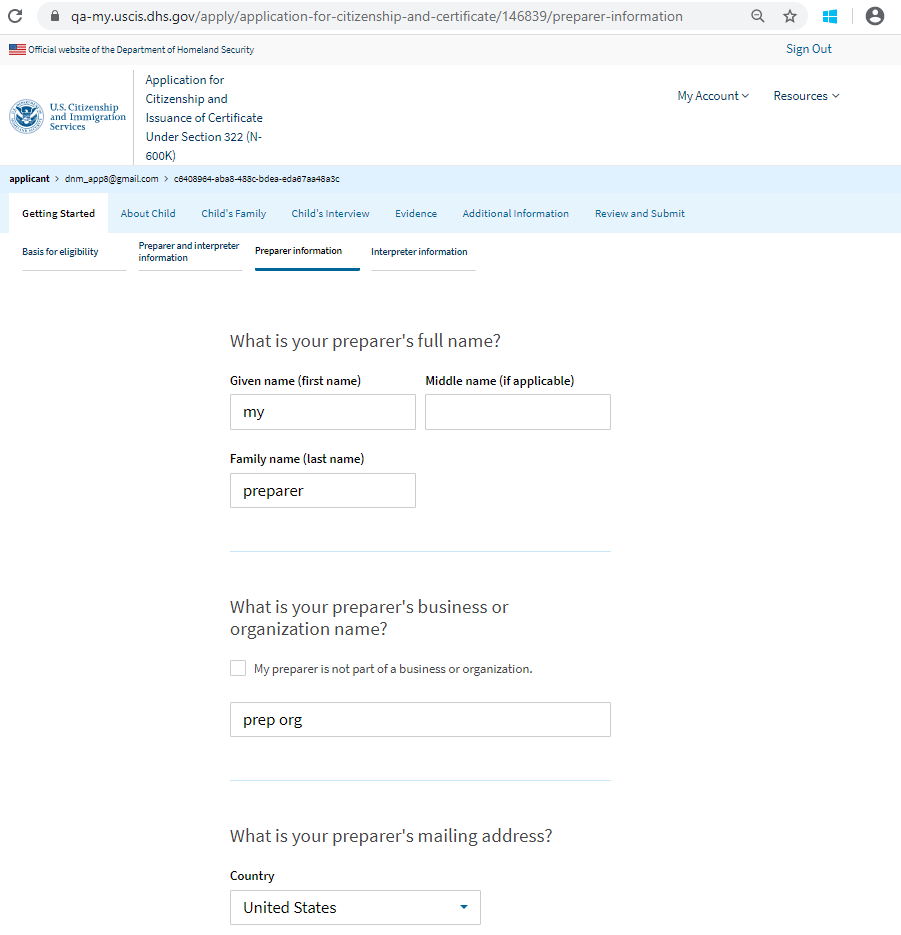 qa-my.uscis.dhs.gov/apply/application-for-citizenship-and-certificate/146839/preparer-information
Official website of the Department of Homeland Security
Sign Out
U.S. Citizenship
and Immigration
Services
Application for
Citizenship and
Issuance of Certificate
Under Section 322 (N-
600K)
My Account
Resources
applicant > dnm_app8@gmail.com > c6408964-aba8-488c-bdea-eda67aa48a3c
Getting Started
About Child
Child's Family
Child's Interview
Evidence
Additional Information
Review and Submit
Basis for eligibility
Preparer and interpreter
information
Preparer information
Interpreter information
What is your preparer's full name?
Given name (first name)
Middle name (if applicable)
my
Family name (last name)
preparer
What is your preparer's business or
organization name?
My preparer is not part of a business or organization.
prep org
What is your preparer's mailing address?
Country
United States